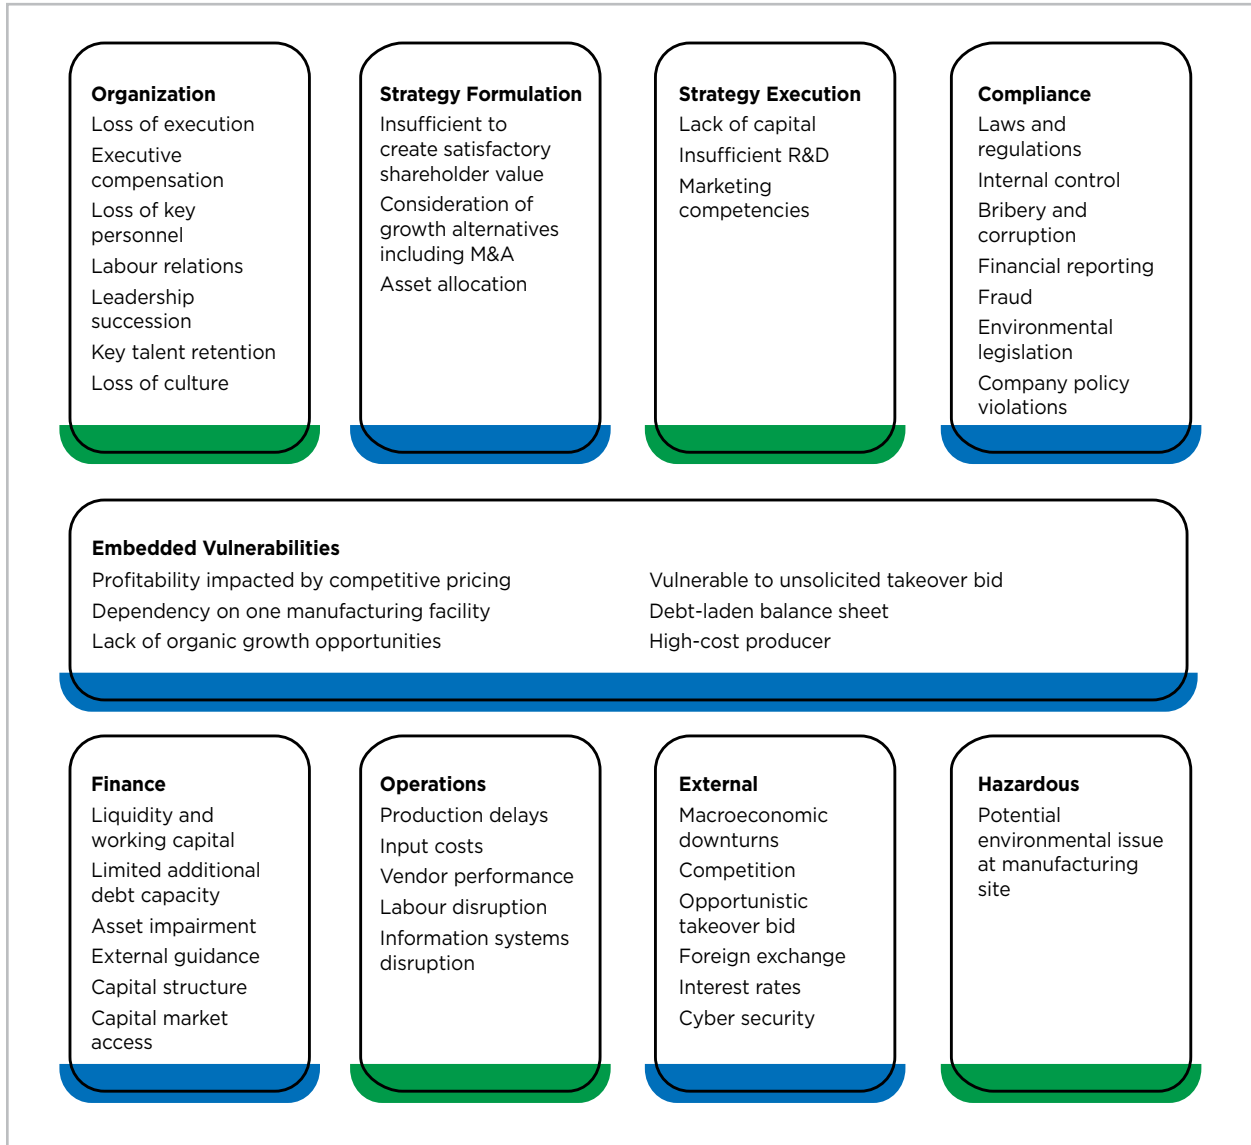 Organization
Loss of execution
Executive
compensation
Loss of key
personnel
Labour relations
Leadership
succession
Key talent retention
Loss of culture
Strategy Formulation
Insufficient to
create satisfactory
shareholder value
Consideration of
growth alternatives
including M&A
Asset allocation
Strategy Execution
Lack of capital
Insufficient R&D
Marketing
competencies
Compliance
Laws and
regulations
Internal control
Bribery and
corruption
Financial reporting
Fraud
Environmental
legislation
Company policy
violations
Embedded Vulnerabilities
Profitability impacted by competitive pricing
Dependency on one manufacturing facility
Lack of organic growth opportunities
Vulnerable to unsolicited takeover bid
Debt-laden balance sheet
High-cost producer
Finance
Liquidity and
working capital
Limited additional
debt capacity
Asset impairment
External guidance
Capital structure
Capital market
access
Operations
Production delays
Input costs
Vendor performance
Labour disruption
Information systems
disruption
External
Macroeconomic
downturns
Competition
Opportunistic
takeover bid
Foreign exchange
Interest rates
Cyber security
Hazardous
Potential
environmental issue
at manufacturing
site